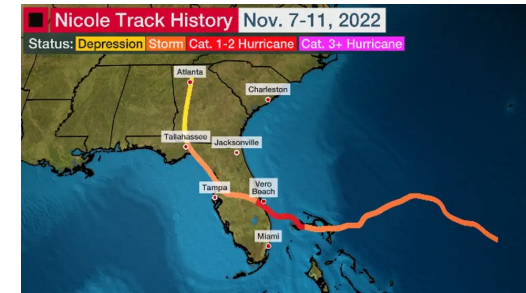 Nicole Track History Nov. 7-11, 2022
Status: Depression Storm Cat. 1-2 Hurricane Cat. 3+ Hurricane
Atlanta
Charleston
Tallahassee
Jacksonville
Tampa
Vero
Beach
Miami